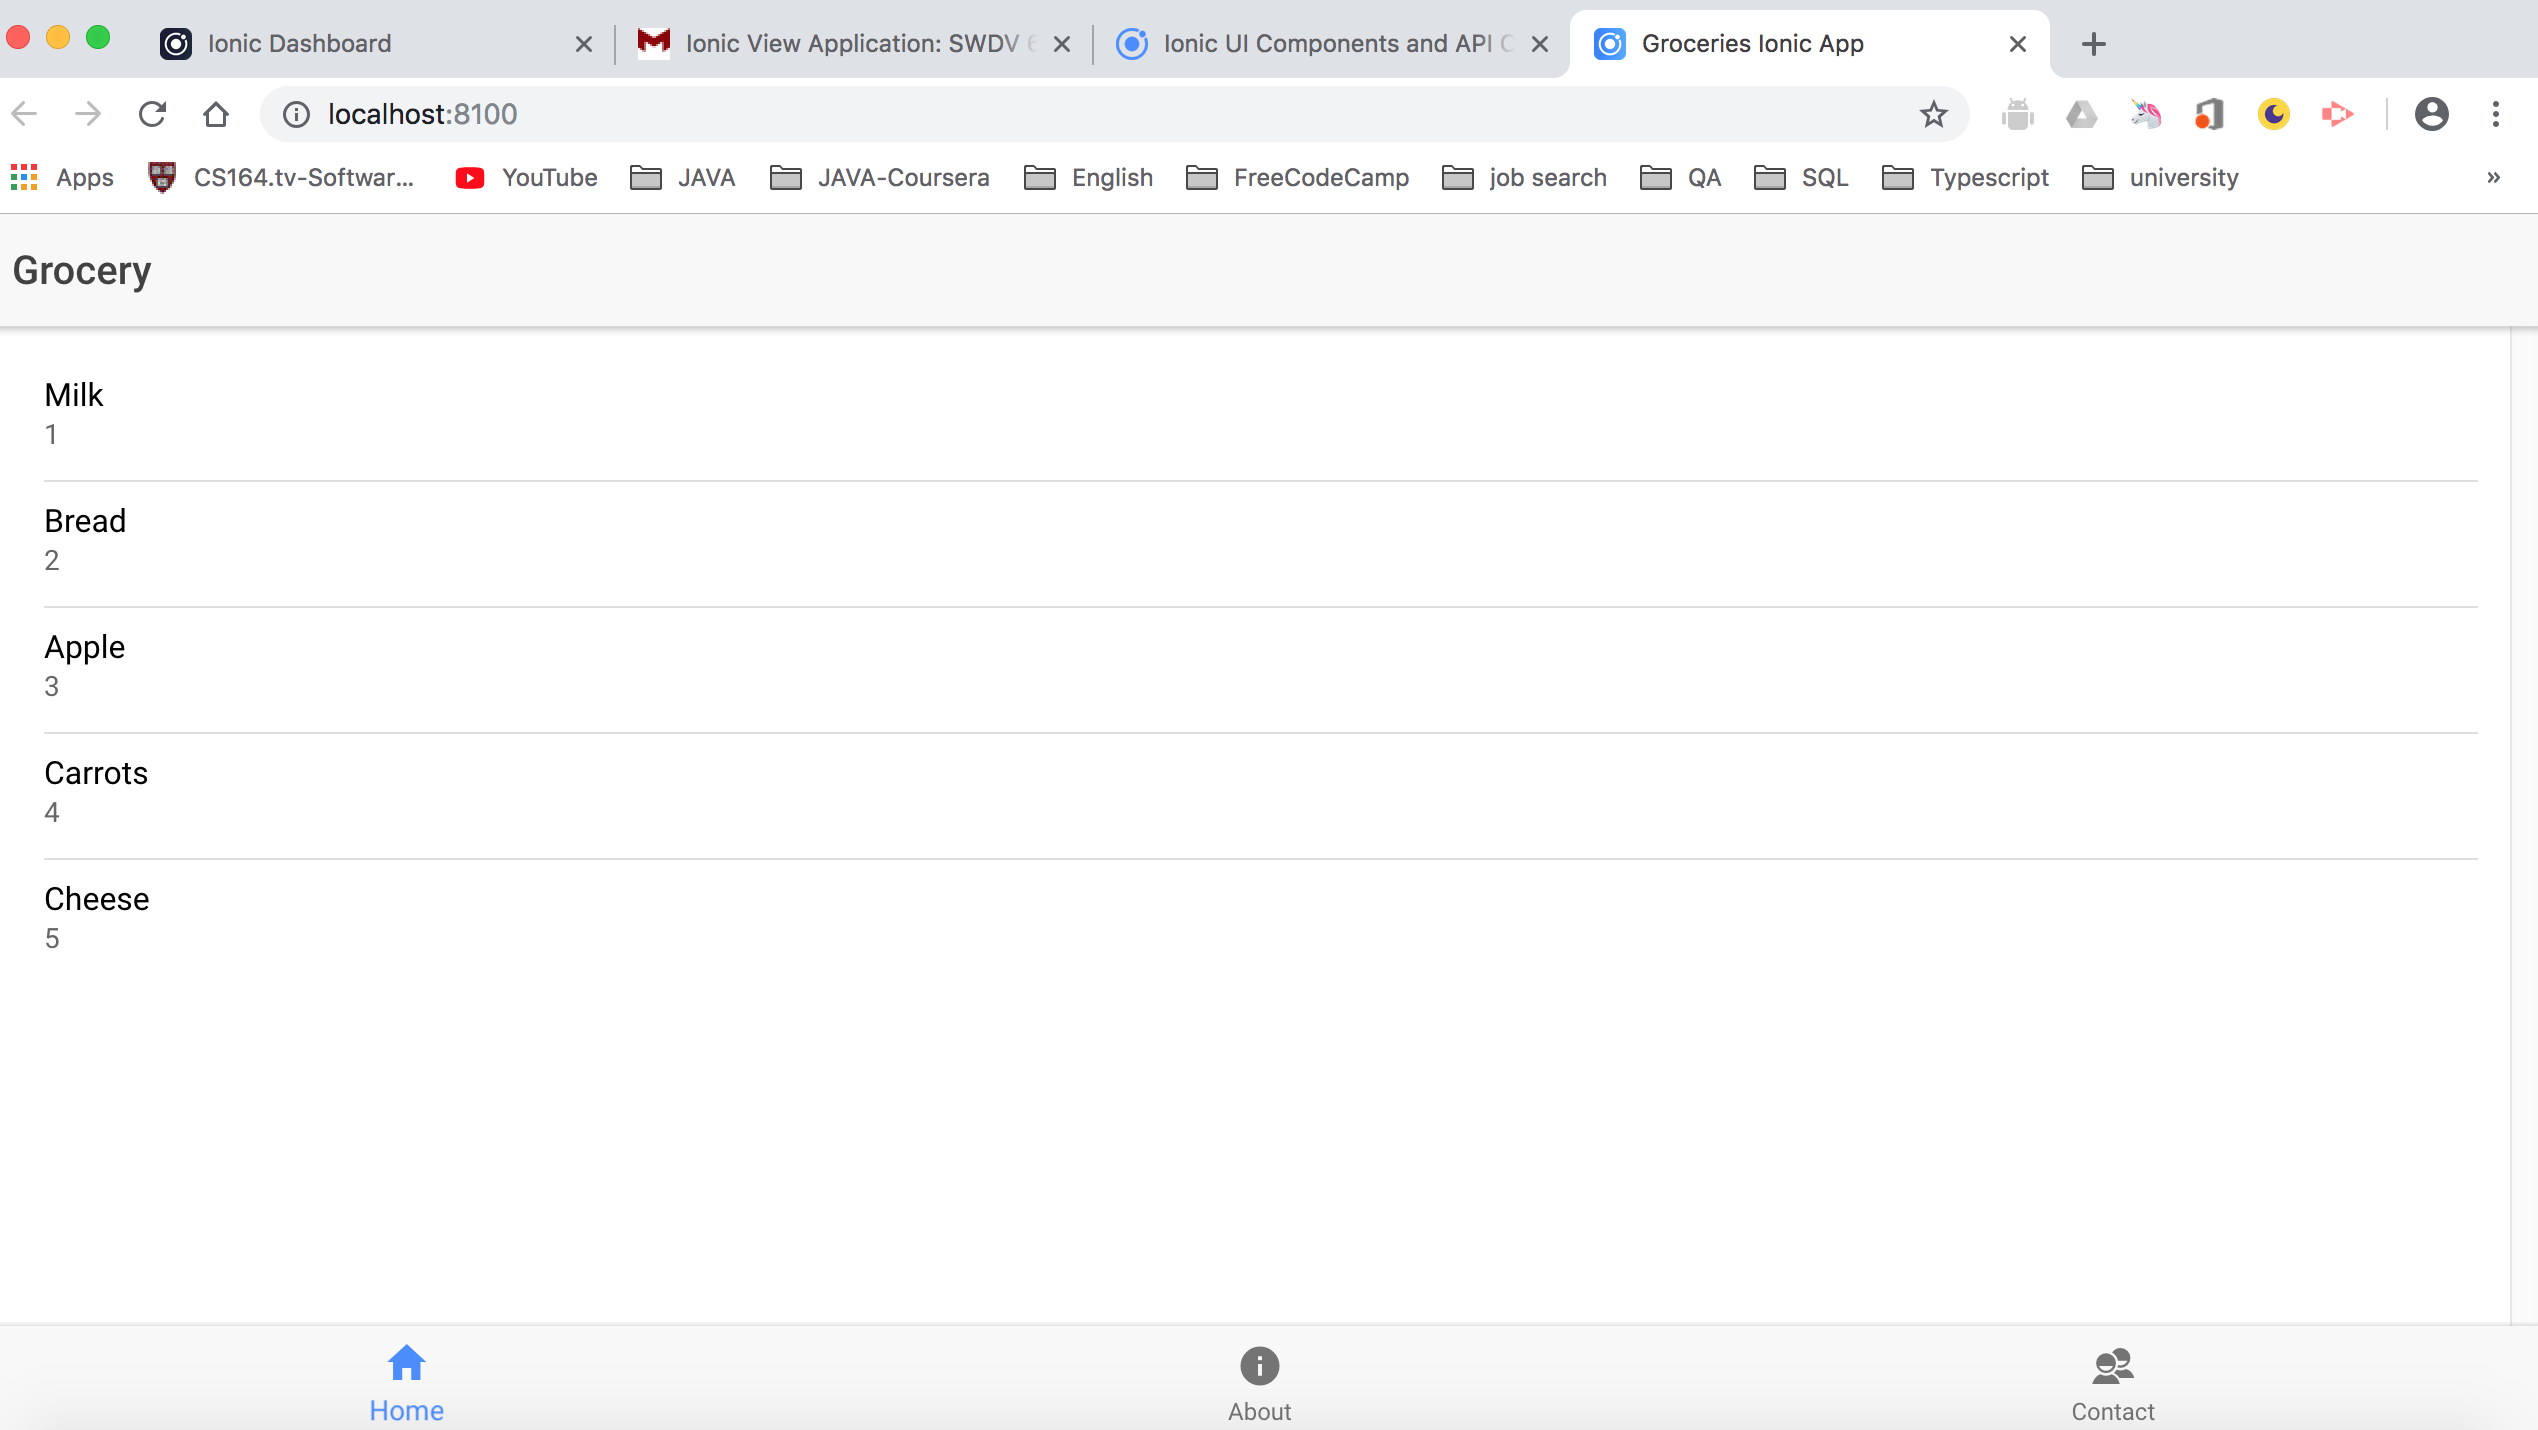 Ionic Dashboard
Ionic View Application: SWDV 6
Ionic UI Components and API C
Groceries Ionic App
localhost:8100
Apps
CS164.tv-Softwar...
YouTube
JAVA
JAVA-Coursera
English
FreeCodeCamp
job search
QA
SQL
Typescript
university
»
Grocery
Milk
1
Bread
2
Apple
3
Carrots
4
Cheese
5
Home
About
Contact